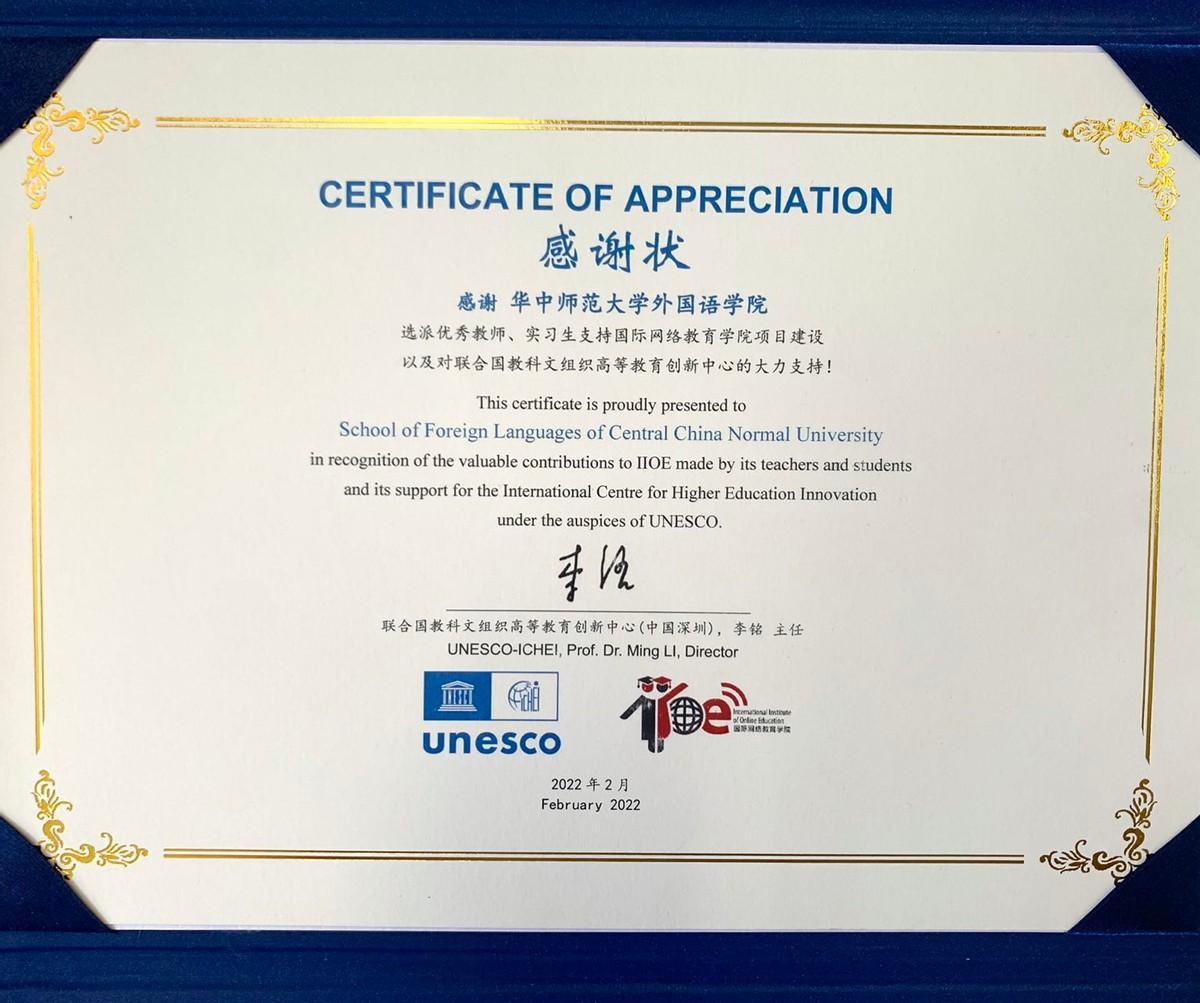 CERTIFICATE OF APPRECIATION
感谢状
感谢 华中师范大学外国语学院
选派优秀教师、实习生支持国际网络教育学院项目建设
以及对联合国教科文组织高等教育创新中心的大力支持！
This certificate is proudly presented to
School of Foreign Languages of Central China Normal University
in recognition of the valuable contributions to IIOE made by its teachers and students
and its support for the International Centre for Higher Education Innovation
under the auspices of UNESCO.
联合国教科文组织高等教育创新中心(中国深圳)，李铭 主任
UNESCO-ICHEI, Prof. Dr. Ming LI, Director
ICHEI
unesco
iioe
International Institute
of Online Education
国际网络教育学院
2022 年 2 月
February 2022